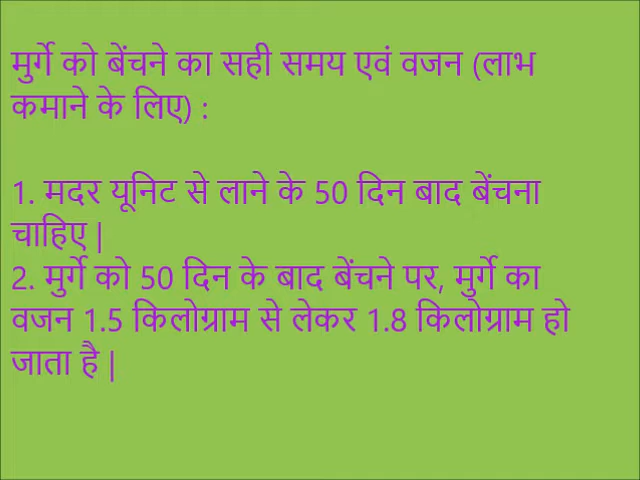 मुर्गे को बेंचने का सही समय एवं वजन (लाभ
कमाने के लिए) :
1. मदर यूनिट से लाने के 50 दिन बाद बेंचना
चाहिए |
2. मुर्गे को 50 दिन के बाद बेंचने पर, मुर्गे का
वजन 1.5 किलोग्राम से लेकर 1.8 किलोग्राम हो
जाता है |